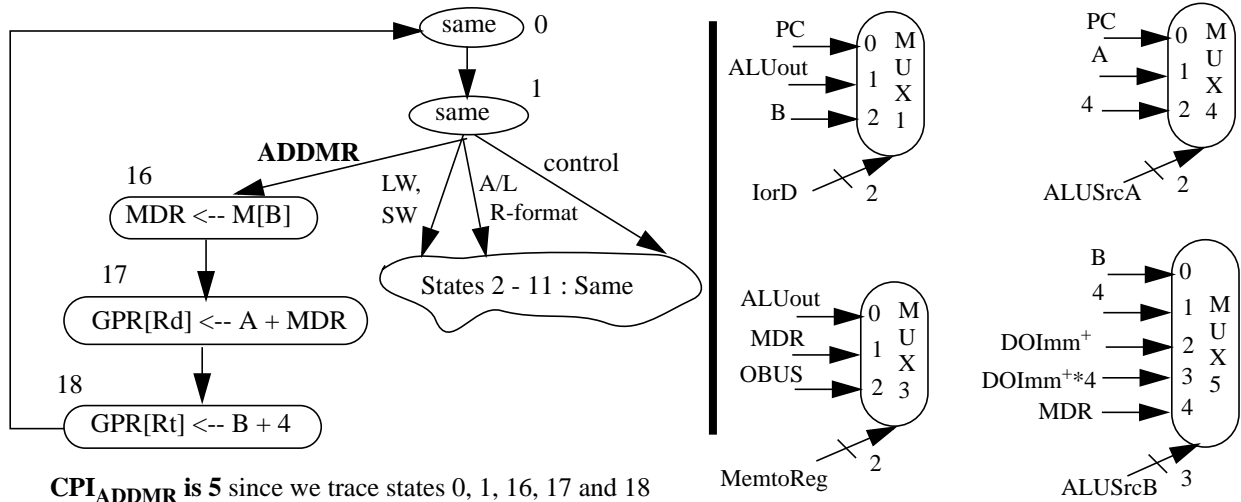 same 0
same 1
ADDMR
16
MDR <-- M[B]
17
GPR[Rd] <-- A + MDR
18
GPR[Rt] <-- B + 4
LW,
SW
A/L
R-format
control
States 2 - 11 : Same
CPI_ADDMR is 5 since we trace states 0, 1, 16, 17 and 18
PC 0
ALUout 1
B 2
M
U
X
1
IorD 2
PC 0
A 1
4 2
M
U
X
4
ALUSrcA 2
ALUout 0
MDR 1
OBUS 2
M
U
X
3
MemtoReg 2
B 0
4 1
DOImm⁺ 2
DOImm⁺*4 3
MDR 4
M
U
X
5
ALUSrcB 3